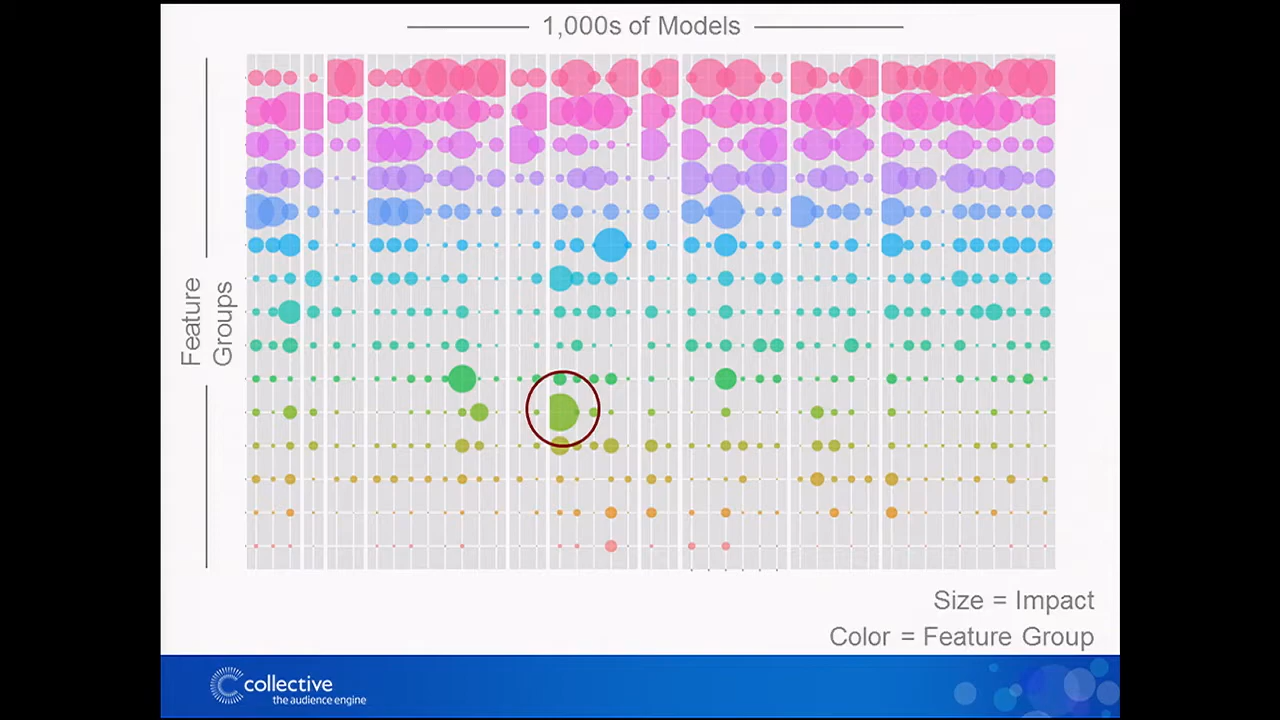 1,000s of Models
Feature
Groups
Size = Impact
Color = Feature Group
collective
the audience engine